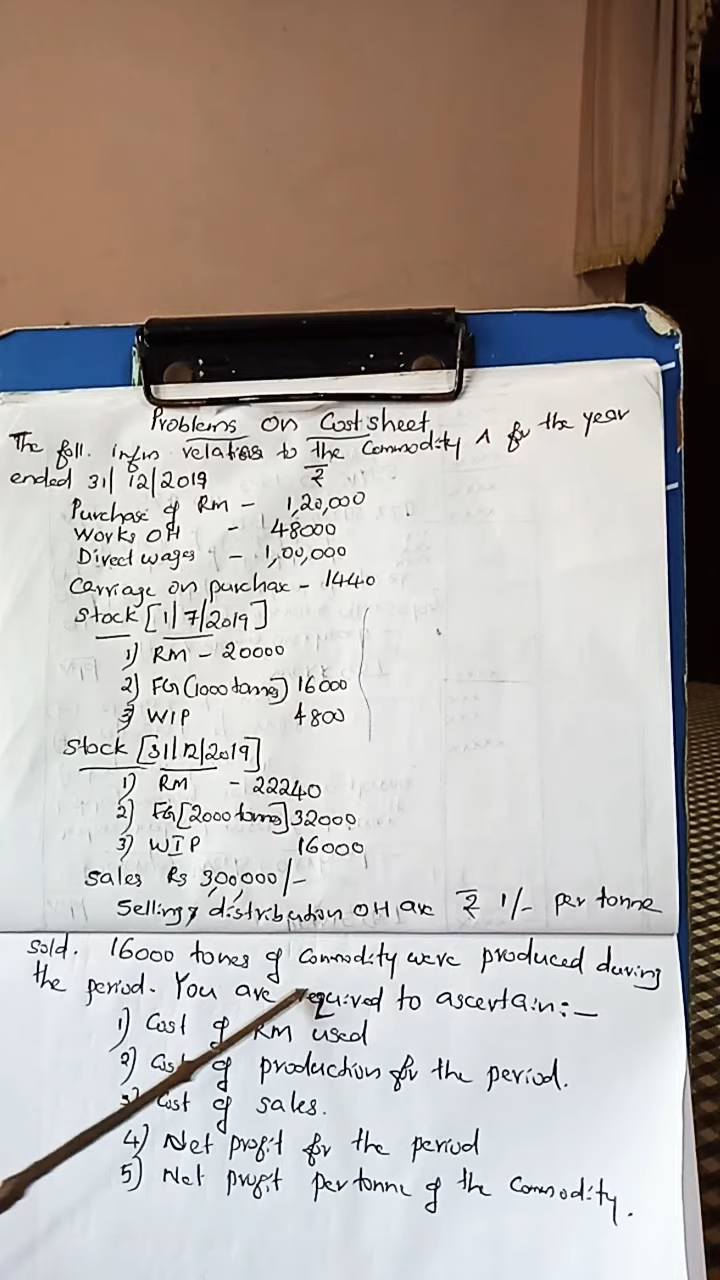 Problems on Cost sheet
The foll. infm relates to the Commodity A for the year
ended 31/12/2019 ₹
Purchase of RM - 1,20,000
Works OH - 48000
Direct wages - 1,00,000
Carriage on purchase - 1440
Stock [1/7/2019]
1) RM - 20000
2) FG (1000 tonnes) 16000
3) WIP 4800
Stock [31/12/2019]
1) RM - 22240
2) FG [2000 tonnes] 32000
3) WIP 16000
Sales Rs 300,000/-
Selling & distribution OH are ₹ 1/- per tonne
sold. 16000 tones of Commodity were produced during
the period. You are required to ascertain:-
1) Cost of RM used
2) Cost of production for the period.
3) Cost of sales.
4) Net profit for the period
5) Net profit per tonne of the Commodity.